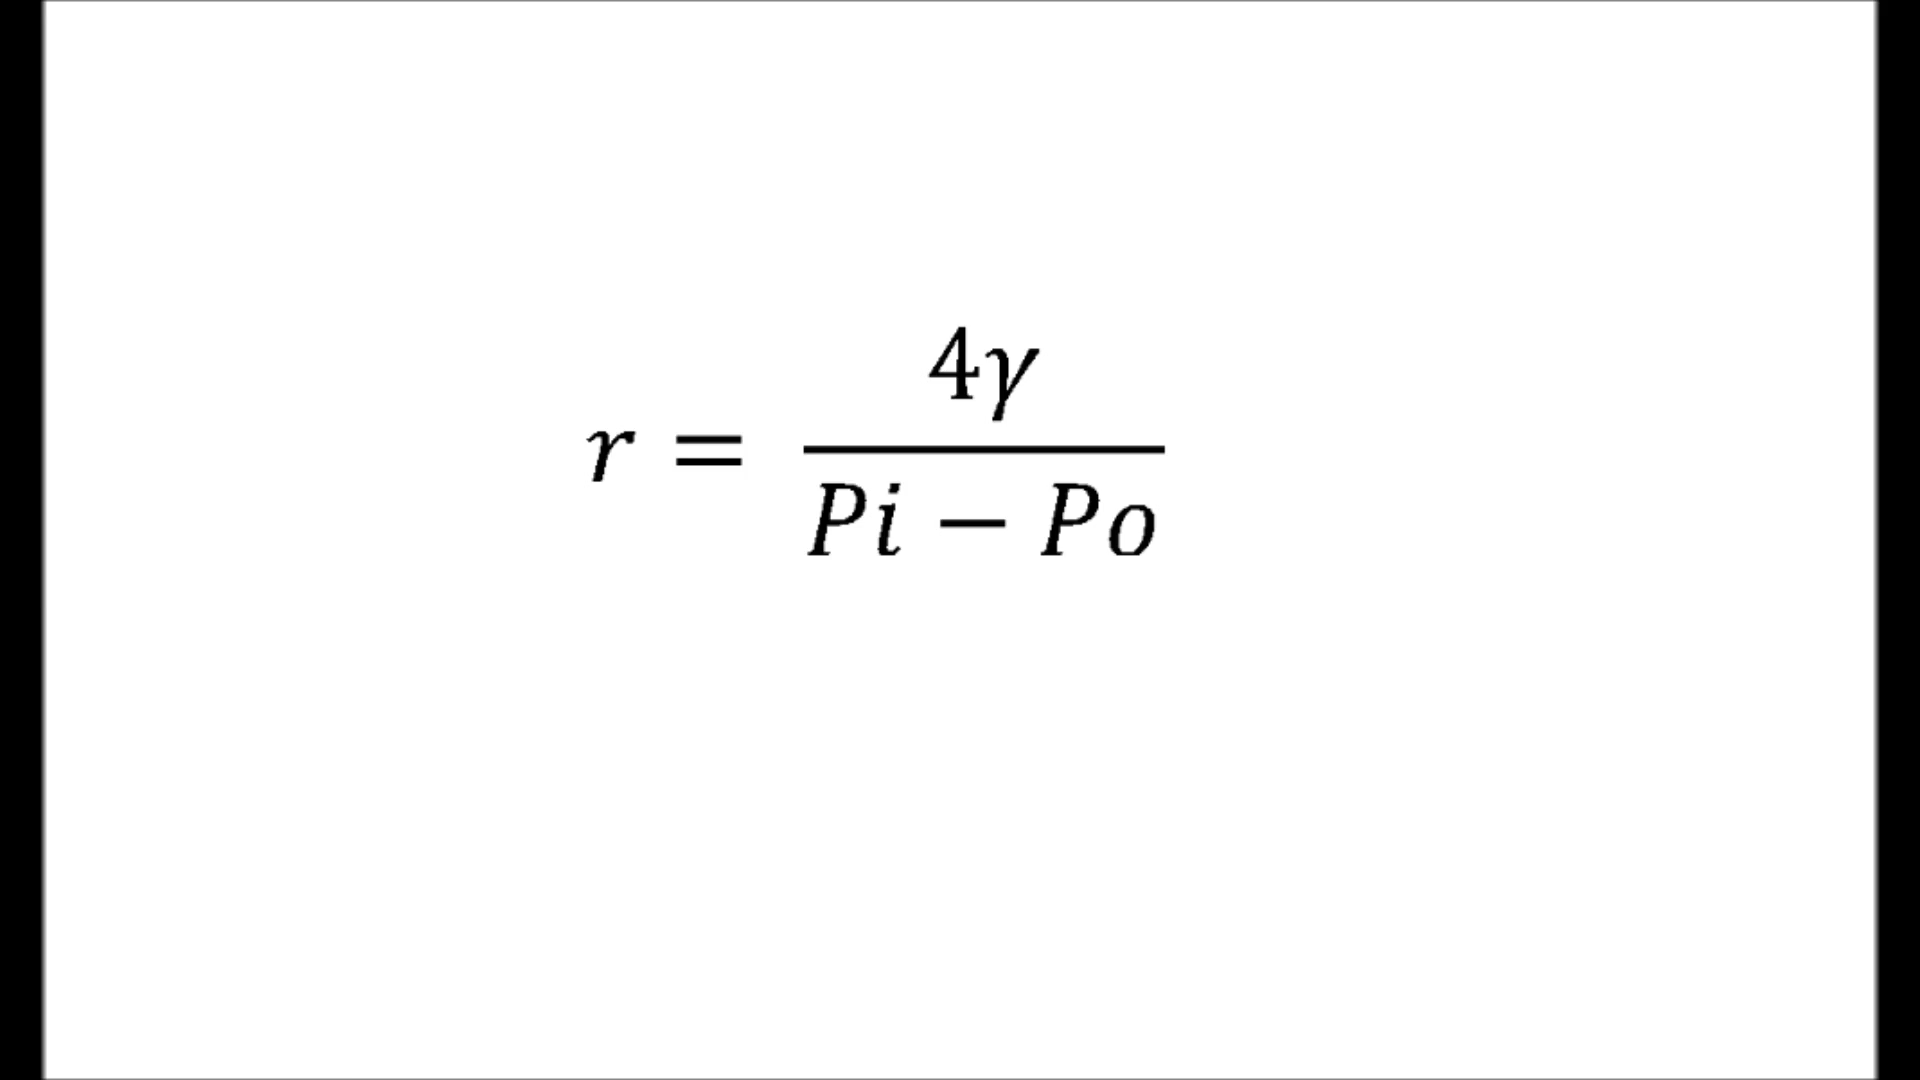 r = 4γ / Pi − Po